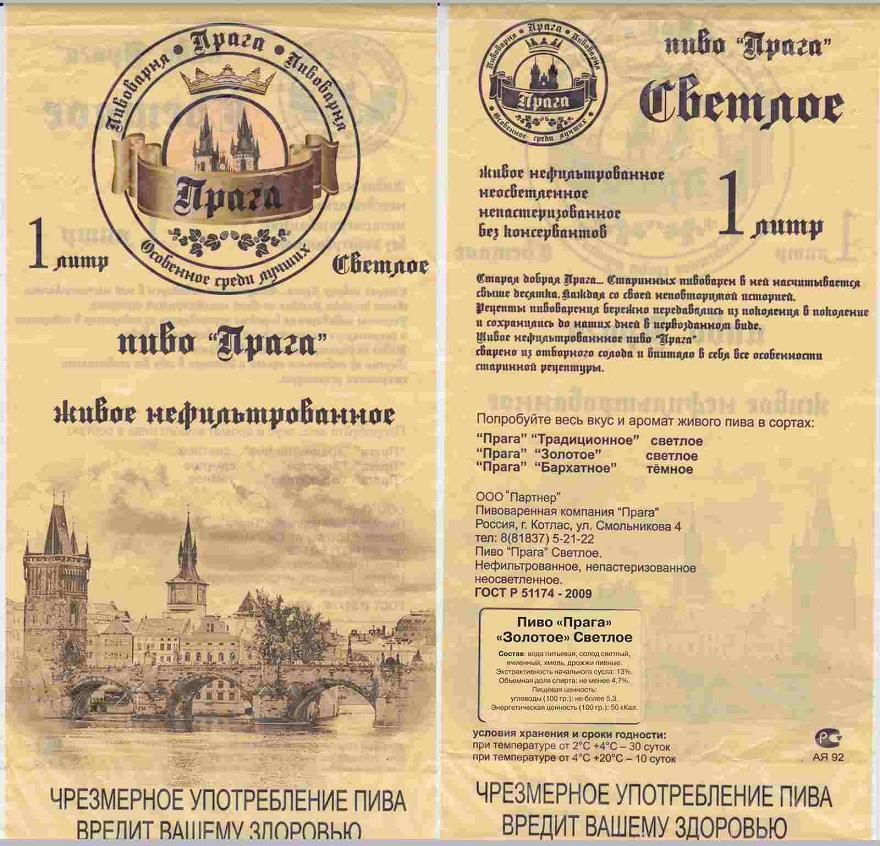 Пивоварня • Прага • Пивоварня
Прага
Особенное среди лучших
1 литр
Светлое
пиво “Прага”
живое нефильтрованное
ЧРЕЗМЕРНОЕ УПОТРЕБЛЕНИЕ ПИВА
ВРЕДИТ ВАШЕМУ ЗДОРОВЬЮ
Пивоварня • Прага • Пивоварня
Прага
Особенное среди лучших
пиво “Прага”
Светлое
живое нефильтрованное
неосветленное
непастеризованное
без консервантов
1 литр
Старая добрая Прага... Старинных пивоварен в ней насчитывается
свыше десятка. Каждая со своей неповторимой историей.
Рецепты пивоварения бережно передавались из поколения в поколение
и сохранились до наших дней в первозданном виде.
Живое нефильтрованное пиво “Прага”
сварено из отборного солода и впитало в себя все особенности
старинной рецептуры.
Попробуйте весь вкус и аромат живого пива в сортах:
“Прага” “Традиционное” светлое
“Прага” “Золотое” светлое
“Прага” “Бархатное” тёмное
ООО “Партнер”
Пивоваренная компания “Прага”
Россия, г. Котлас, ул. Смольникова 4
тел: 8(81837) 5-21-22
Пиво “Прага” Светлое.
Нефильтрованное, непастеризованное
неосветленное.
ГОСТ Р 51174 - 2009
Пиво «Прага»
«Золотое» Светлое
Состав: вода питьевая, солод светлый,
ячменный, хмель, дрожжи пивные.
Экстрактивность начального сусла: 13%.
Объемная доля спирта: не менее 4,7%.
Пищевая ценность:
углеводы (100 гр.): не более 5,3.
Энергетическая ценность (100 гр.): 50 кКал.
условия хранения и сроки годности:
при температуре от 2°С +4°С – 30 суток
при температуре от 4°С +20°С – 10 суток
РСТ
АЯ 92
ЧРЕЗМЕРНОЕ УПОТРЕБЛЕНИЕ ПИВА
ВРЕДИТ ВАШЕМУ ЗДОРОВЬЮ